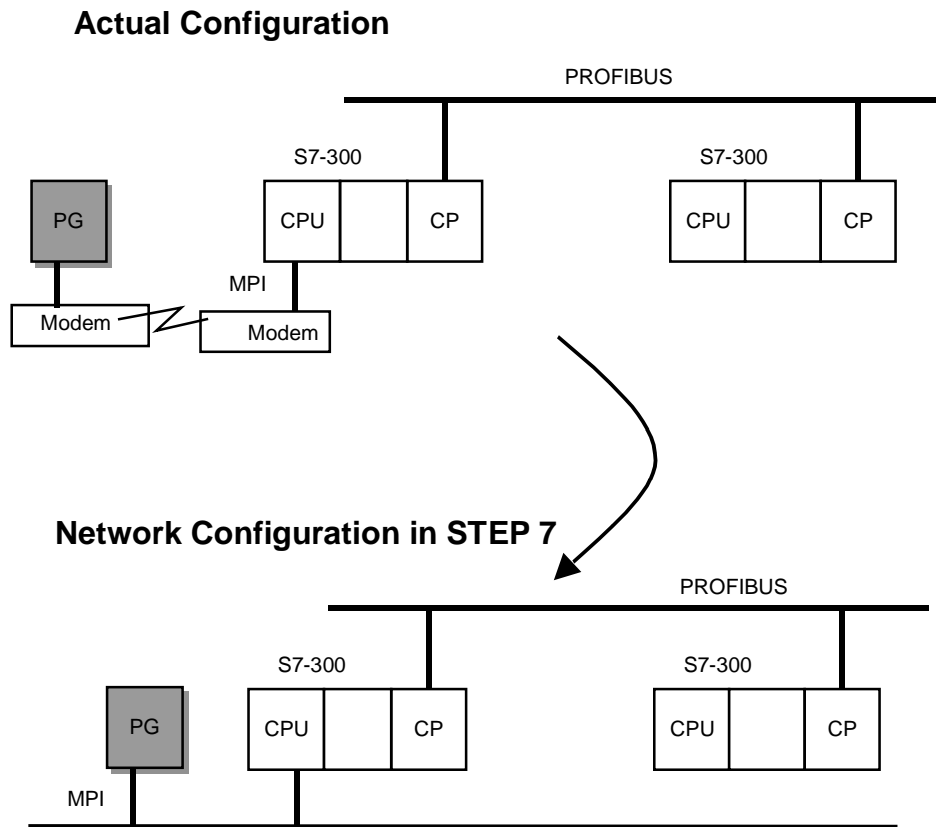 Actual Configuration
PROFIBUS
S7-300
S7-300
PG
CPU
CP
CPU
CP
MPI
Modem
Modem
Network Configuration in STEP 7
PROFIBUS
S7-300
S7-300
PG
CPU
CP
CPU
CP
MPI